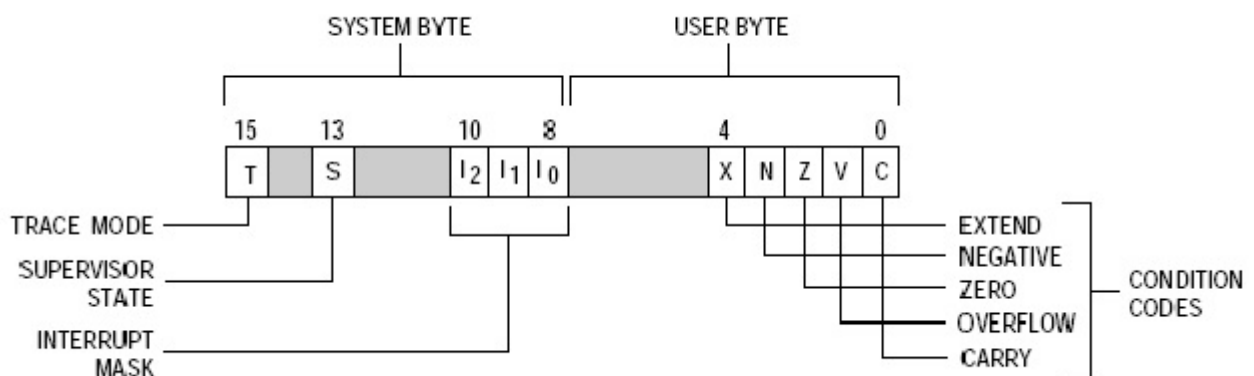 SYSTEM BYTE USER BYTE
15 13 10 8 4 0
T S I2 I1 I0 X N Z V C
TRACE MODE
SUPERVISOR
STATE
INTERRUPT
MASK
EXTEND
NEGATIVE
ZERO
OVERFLOW
CARRY
CONDITION
CODES